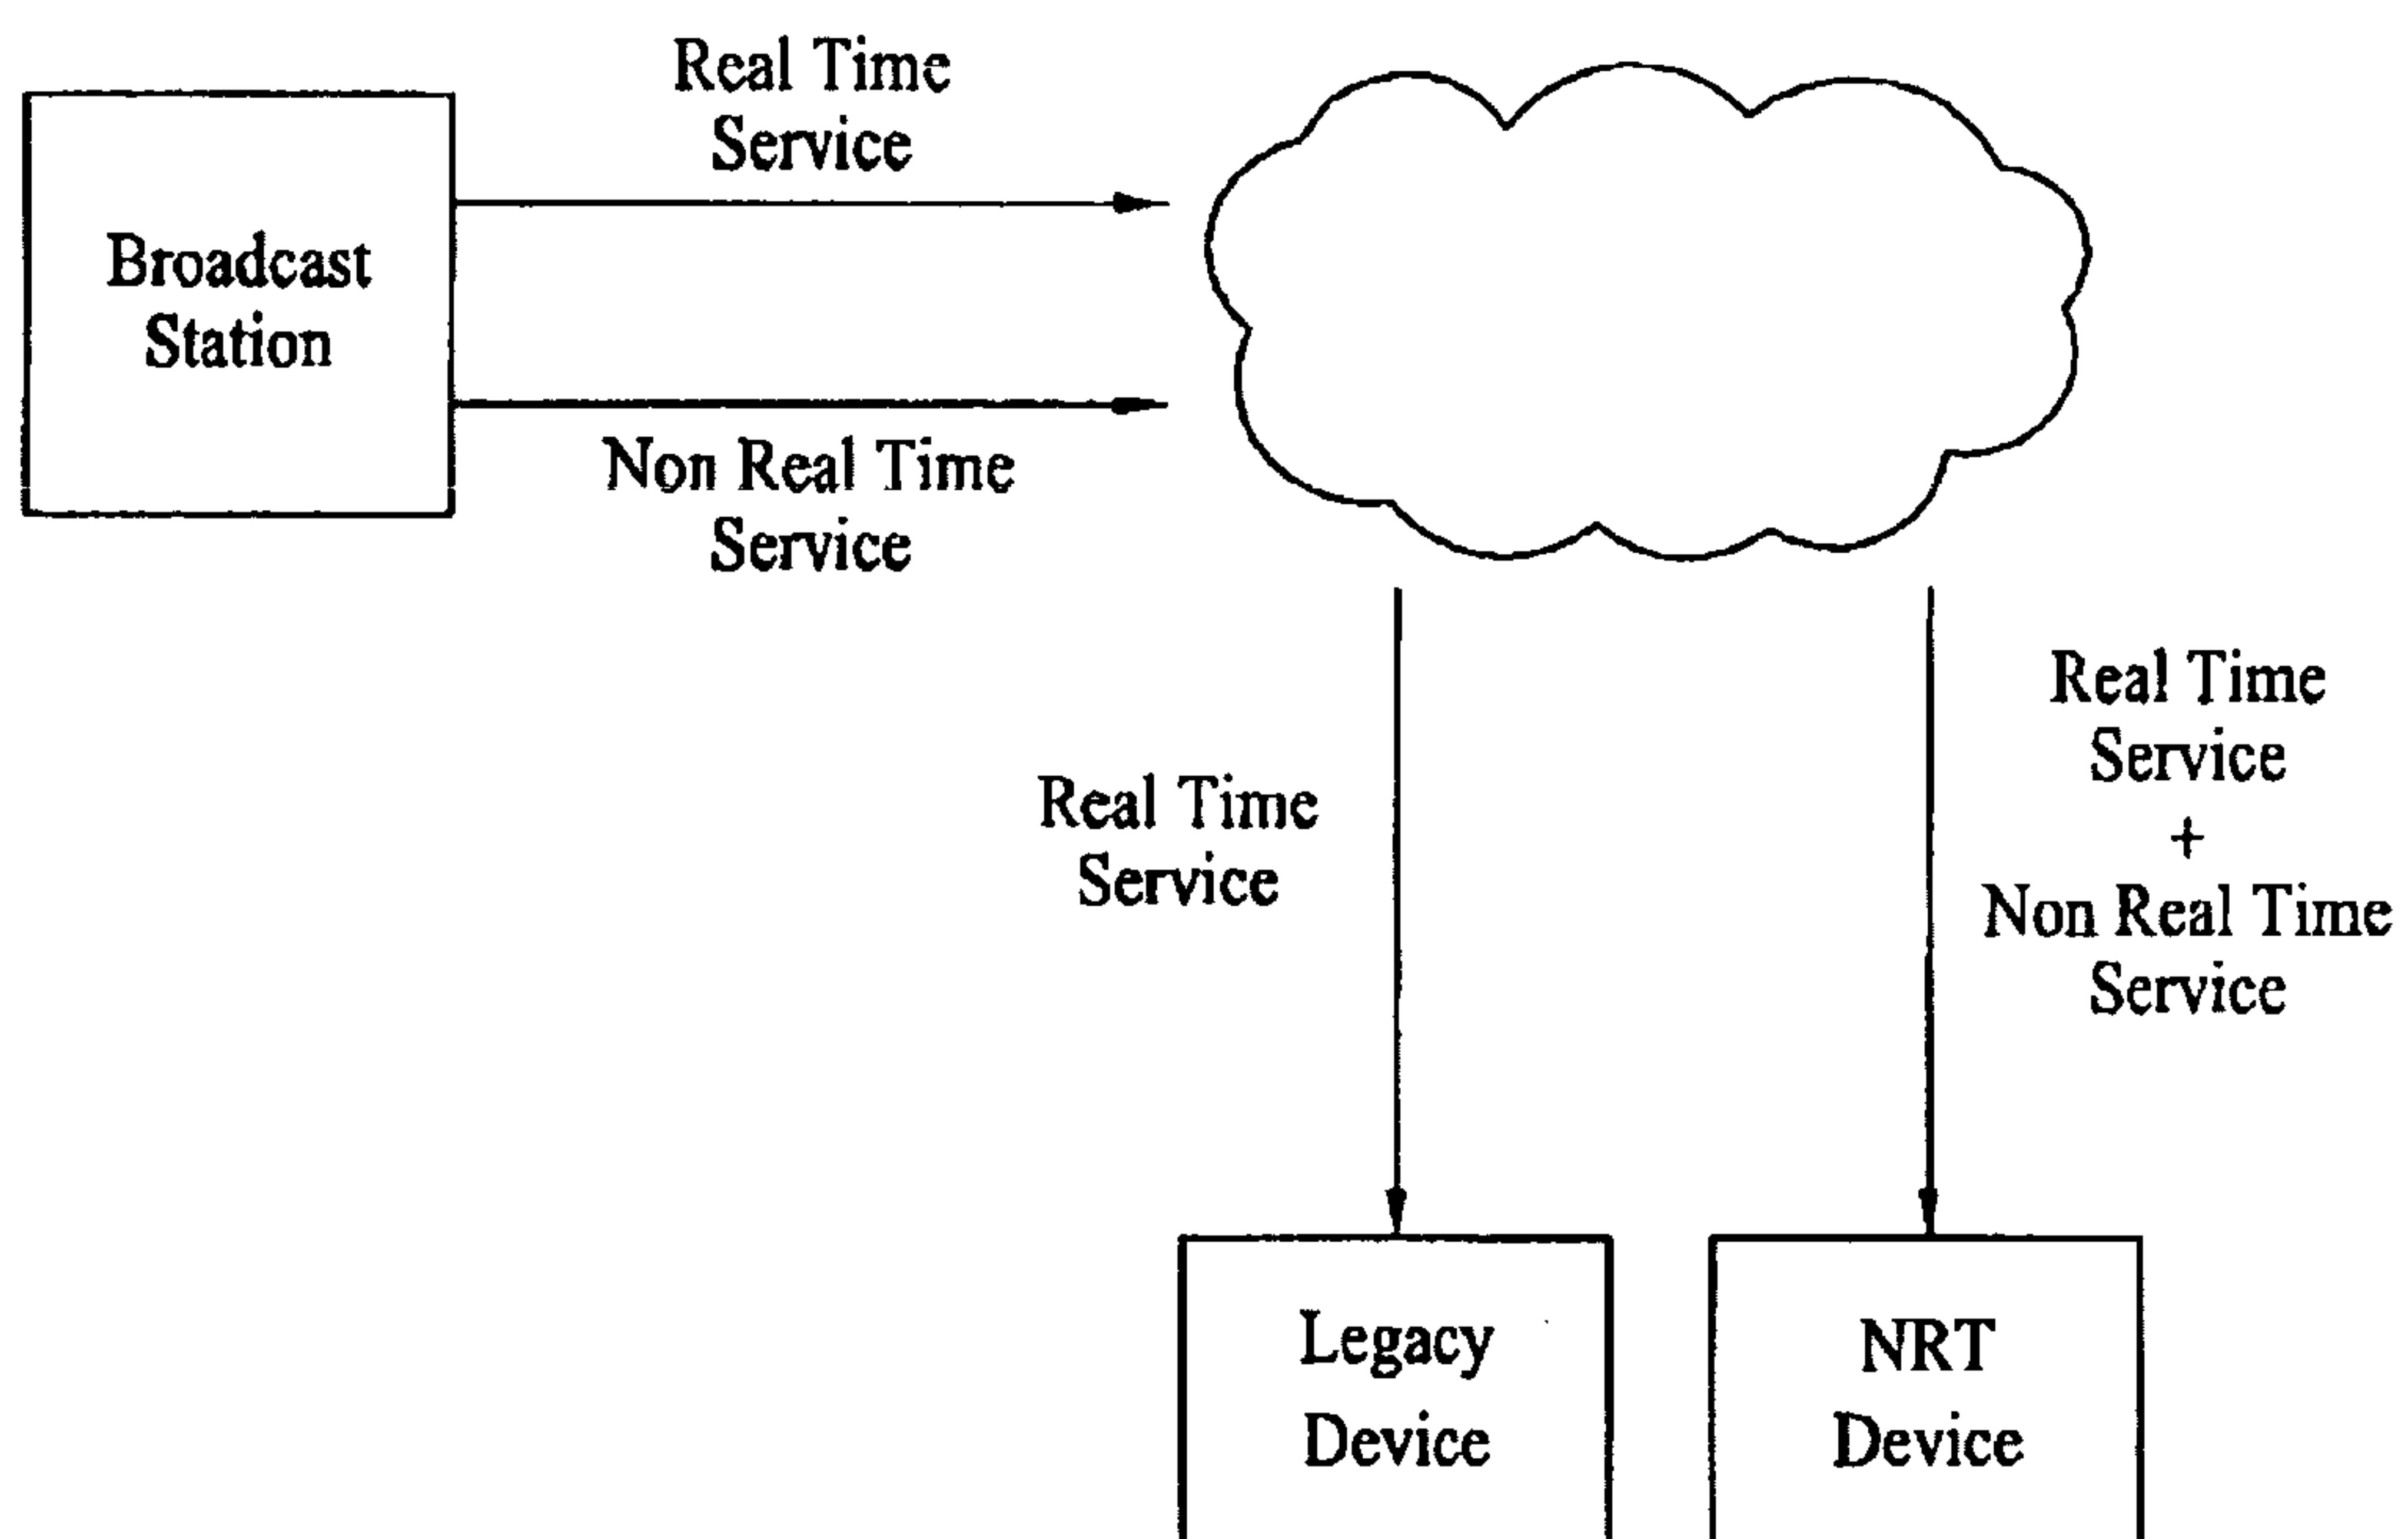 Real Time
Service
Broadcast
Station
Non Real Time
Service
Real Time
Service
Real Time
Service
+
Non Real Time
Service
Legacy
Device
NRT
Device